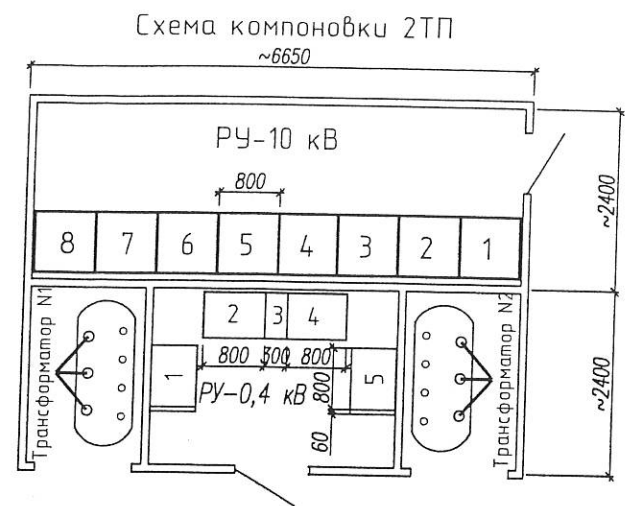 Схема компоновки 2ТП
~6650
РУ-10 кВ
800
8 7 6 5 4 3 2 1
~2400
Трансформатор N1
2 3 4
800 300 800
1
РУ-0,4 кВ
800
5
60
Трансформатор N2
~2400